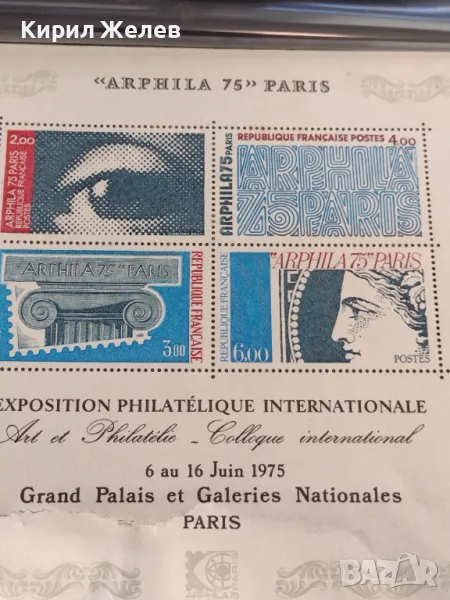 Кирил Желев
"ARPHILA 75" PARIS
2.00
ARPHILA 75 PARIS
REPUBLIQUE FRANÇAISE
POSTES
REPUBLIQUE FRANÇAISE POSTES 4.00
ARPHILA 75 PARIS
ARPHILA
75 PARIS
"ARPHILA 75" PARIS
REPUBLIQUE FRANÇAISE
3.00
REPUBLIQUE FRANÇAISE
6.00
"ARPHILA 75" PARIS
POSTES
EXPOSITION PHILATÉLIQUE INTERNATIONALE
Art et Philatélie - Colloque international
6 au 16 Juin 1975
Grand Palais et Galeries Nationales
PARIS
bazar.bg